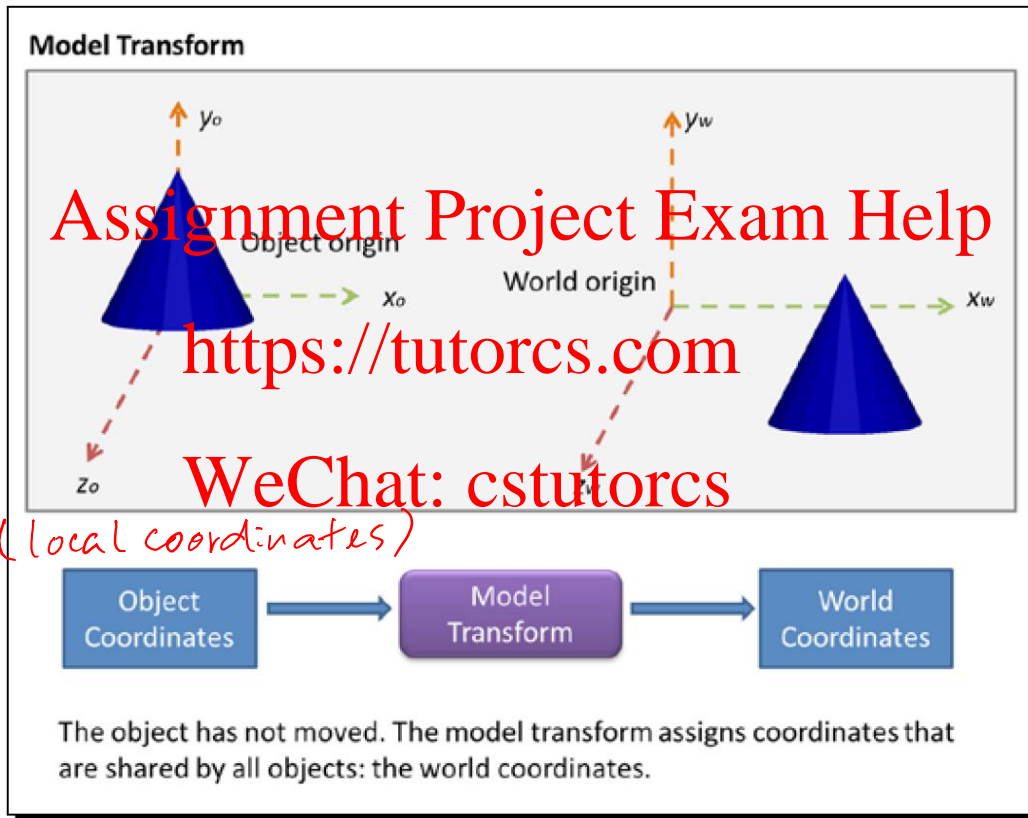 Model Transform
yo
yw
Assignment Project Exam Help
Object origin
World origin
xo
xw
https://tutorcs.com
zo
WeChat: cstutorcs
zw
(local coordinates)
Object
Coordinates
Model
Transform
World
Coordinates
The object has not moved. The model transform assigns coordinates that
are shared by all objects: the world coordinates.